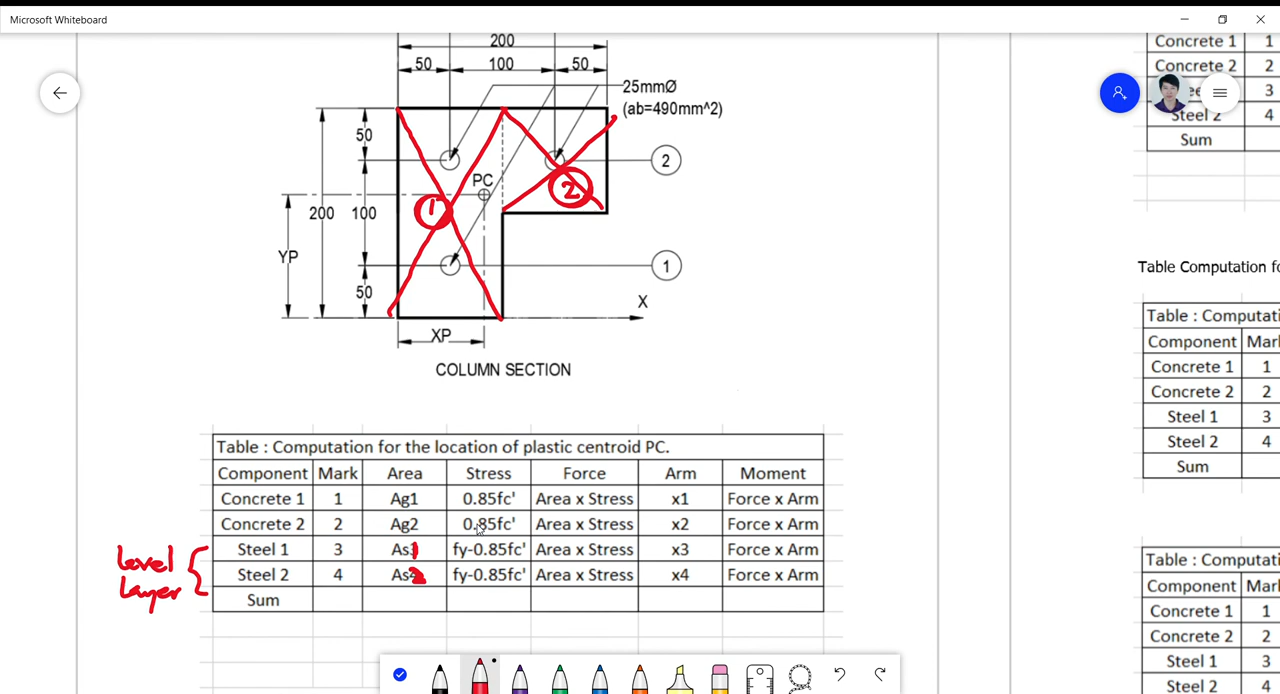 Microsoft Whiteboard
200
50 100 50
25mmØ
(ab=490mm^2)
50
2
PC
2
1
200 100
YP
1
50
X
XP
COLUMN SECTION
Table : Computation for the location of plastic centroid PC.
Component Mark Area Stress Force Arm Moment
Concrete 1 1 Ag1 0.85fc' Area x Stress x1 Force x Arm
Concrete 2 2 Ag2 0.85fc' Area x Stress x2 Force x Arm
Steel 1 3 As1 fy-0.85fc' Area x Stress x3 Force x Arm
Steel 2 4 As2 fy-0.85fc' Area x Stress x4 Force x Arm
Sum
level
layer
Concrete 1 1
Concrete 2 2
3
Steel 2 4
Sum
Table Computation
Table :
Component
Concrete 1 1
Concrete 2 2
Steel 1 3
Steel 2 4
Sum
Table :
Component
Concrete 1 1
Concrete 2 2
Steel 1 3
Steel 2 4